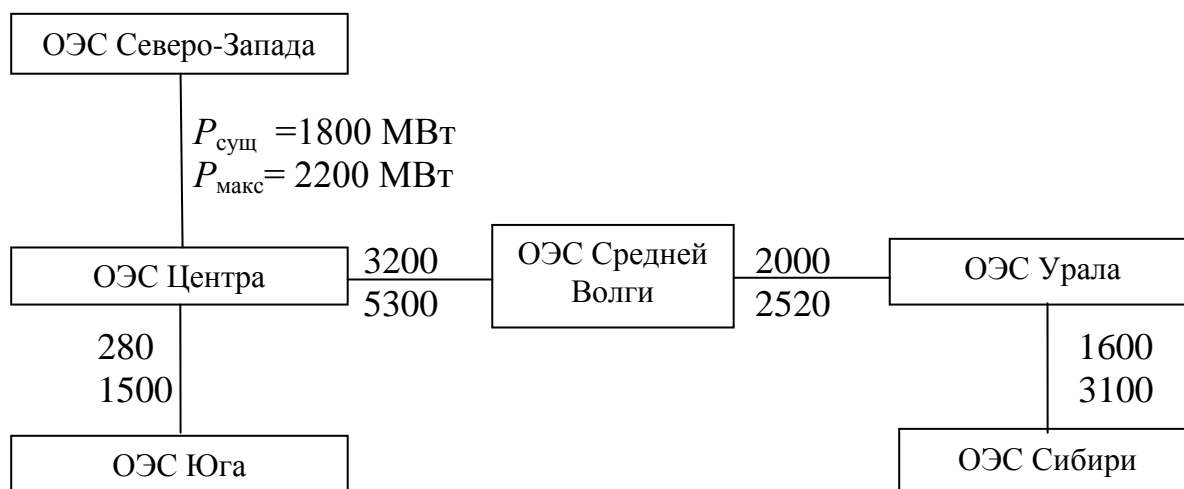 ОЭС Северо-Запада
Pсущ =1800 МВт
Pмакс= 2200 МВт
ОЭС Центра
3200
5300
ОЭС Средней
Волги
2000
2520
ОЭС Урала
280
1500
1600
3100
ОЭС Юга
ОЭС Сибири